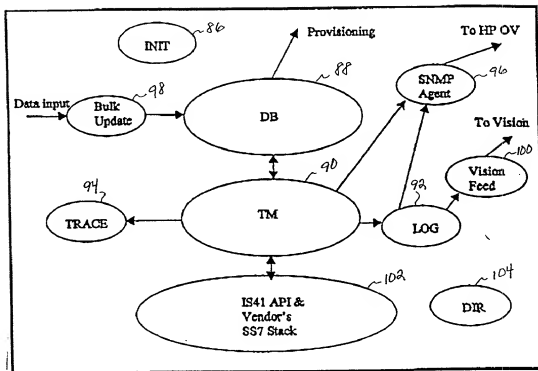 INIT
86
Provisioning
To HP OV
88
SNMP
Agent
96
Data input
Bulk
Update
98
DB
To Vision
100
Vision
Feed
90
94
TRACE
TM
92
LOG
102
IS41 API &
Vendor's
SS7 Stack
104
DIR